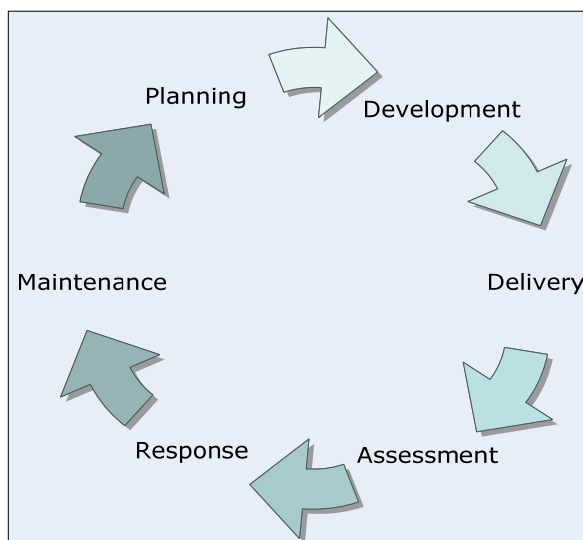 Planning
Development
Maintenance
Delivery
Response
Assessment